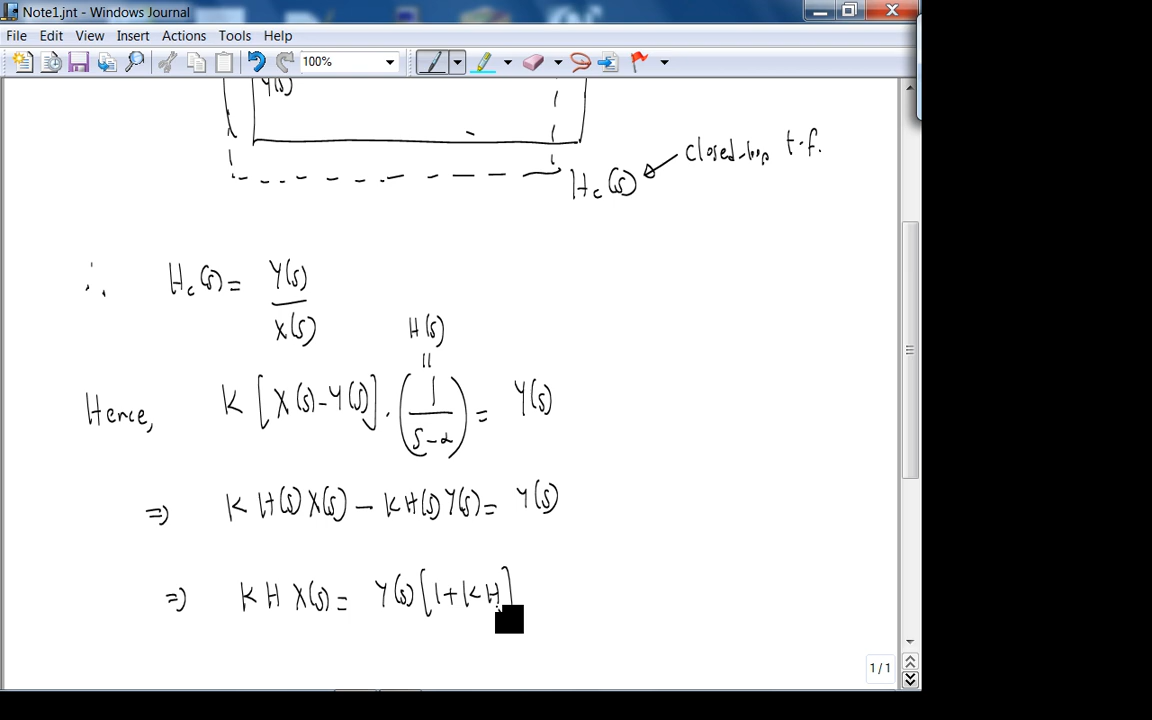 Note1.jnt - Windows Journal
File Edit View Insert Actions Tools Help
100%
Y(s)
closed-loop t.f.
Hc(s)
∴ Hc(s) = Y(s)
X(s)
H(s)
=
Hence, K [X(s) - Y(s)] · (1/(s-α)) = Y(s)
⇒ K H(s) X(s) - K H(s) Y(s) = Y(s)
⇒ K H X(s) = Y(s) [1 + K H]
1 / 1